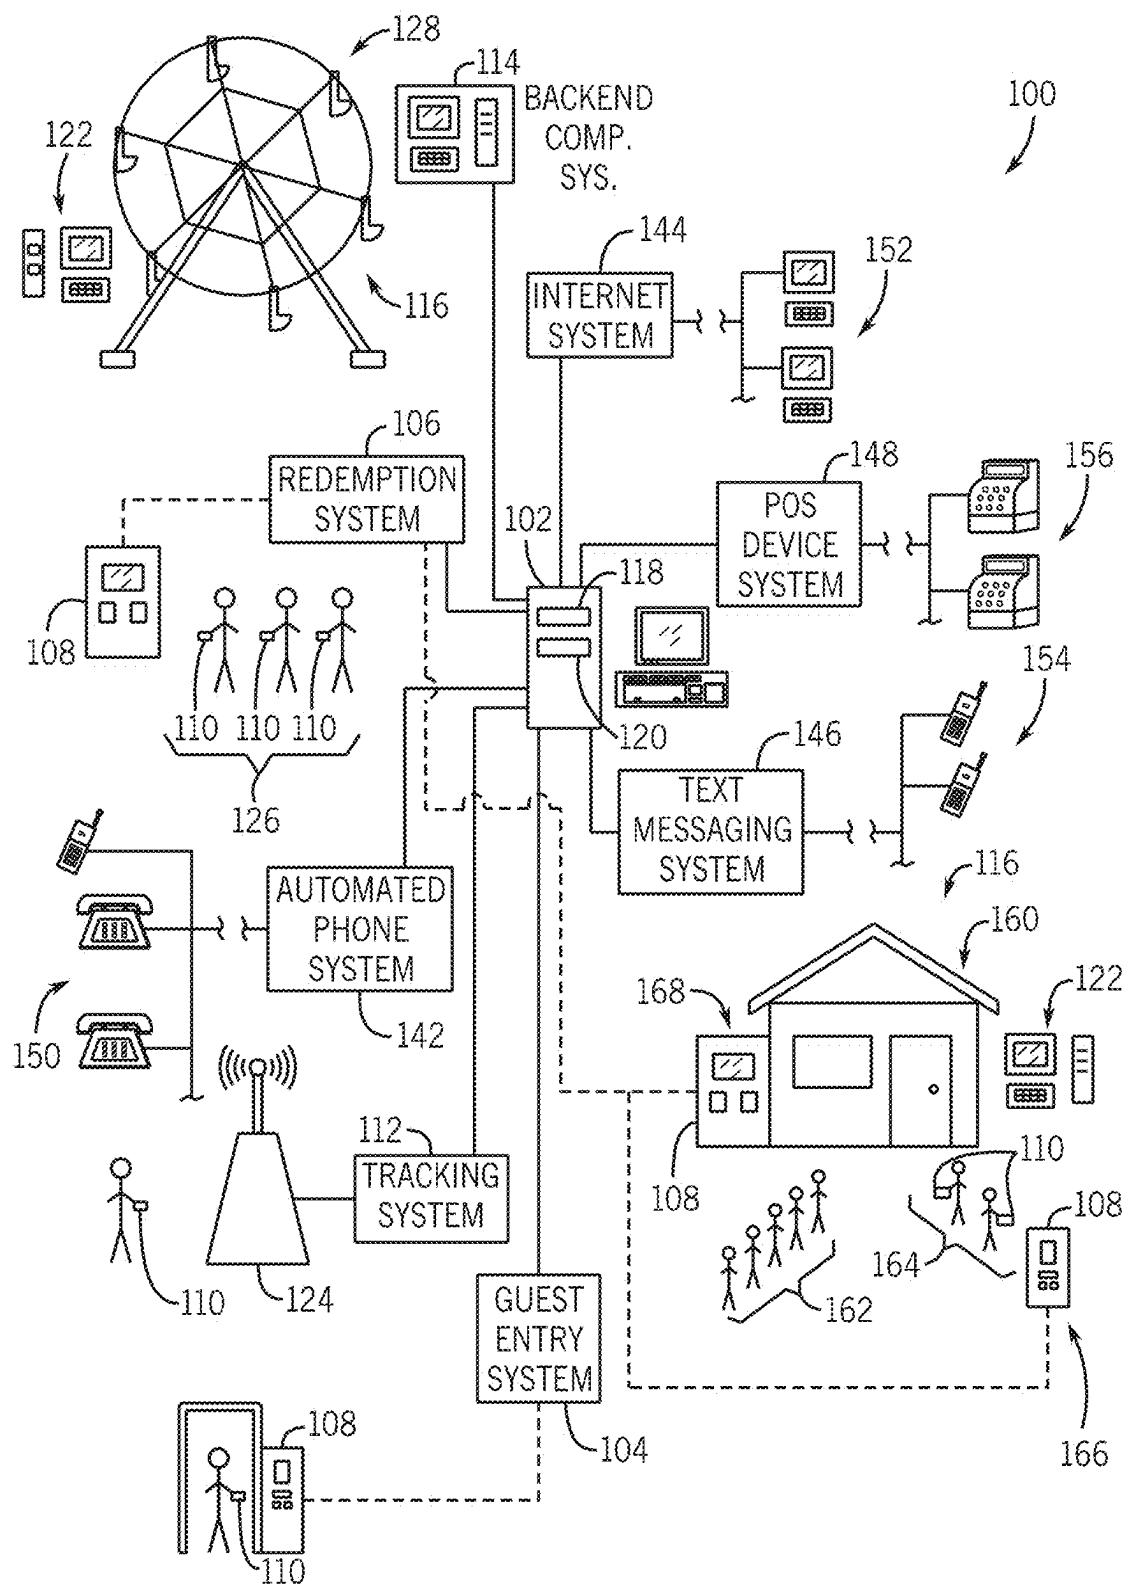 128
114
BACKEND
COMP.
SYS.
100
122
116
144
INTERNET
SYSTEM
152
106
REDEMPTION
SYSTEM
148
POS
DEVICE
SYSTEM
156
102
118
120
108
110
110
110
126
154
146
TEXT
MESSAGING
SYSTEM
116
160
AUTOMATED
PHONE
SYSTEM
142
150
168
122
108
112
TRACKING
SYSTEM
110
124
110
108
164
162
166
GUEST
ENTRY
SYSTEM
104
108
110